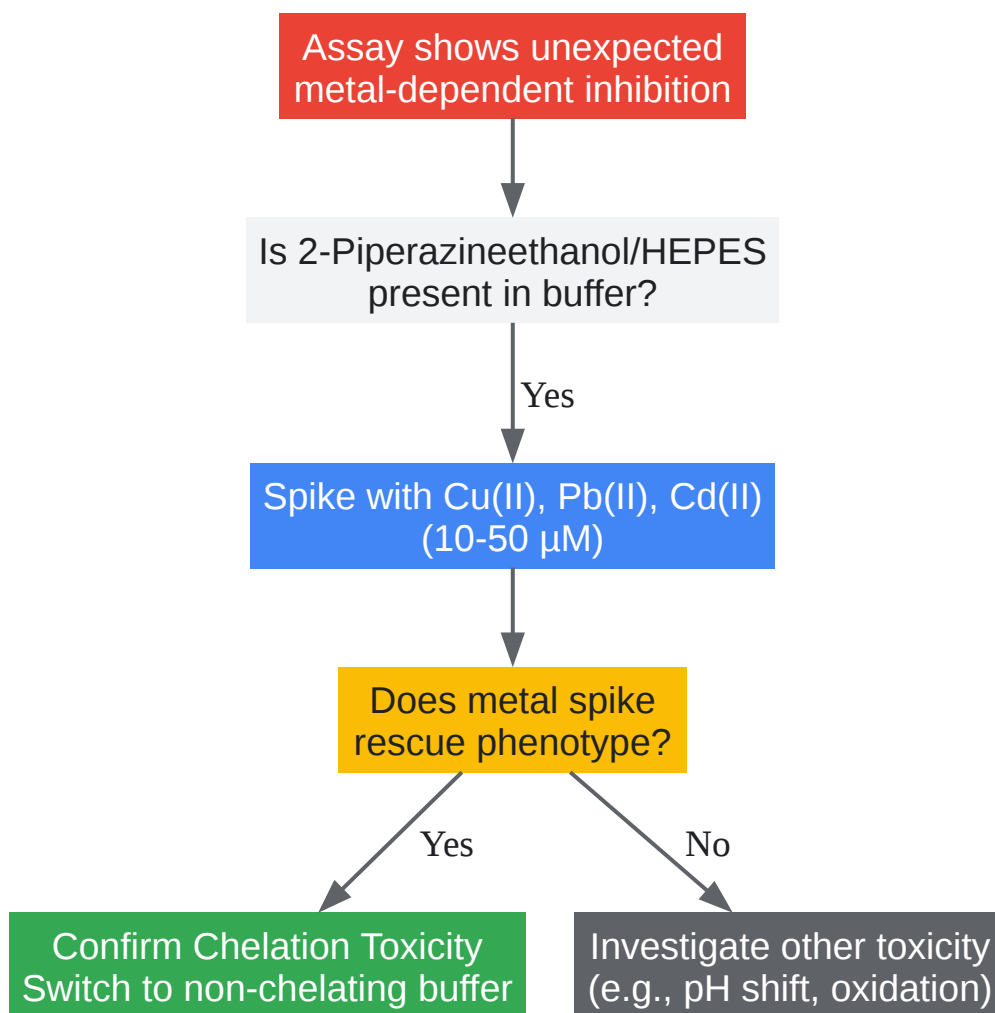 Assay shows unexpected
metal-dependent inhibition
Is 2-Piperazineethanol/HEPES
present in buffer?
Yes
Spike with Cu(II), Pb(II), Cd(II)
(10-50 µM)
Does metal spike
rescue phenotype?
Yes
No
Confirm Chelation Toxicity
Switch to non-chelating buffer
Investigate other toxicity
(e.g., pH shift, oxidation)